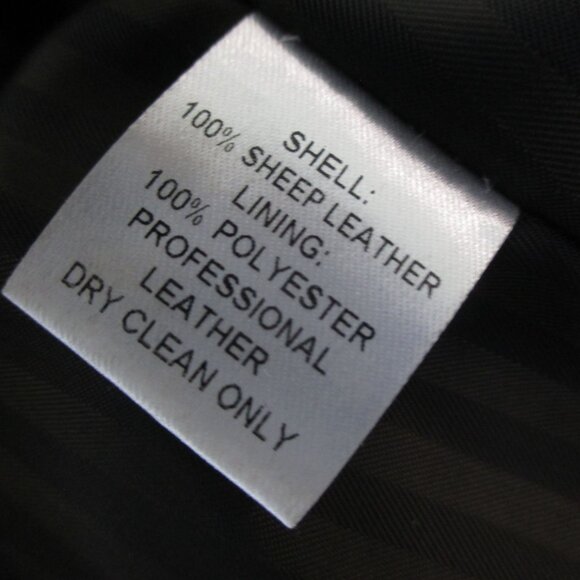 SHELL:
100% SHEEP LEATHER
LINING:
100% POLYESTER
PROFESSIONAL
LEATHER
DRY CLEAN ONLY